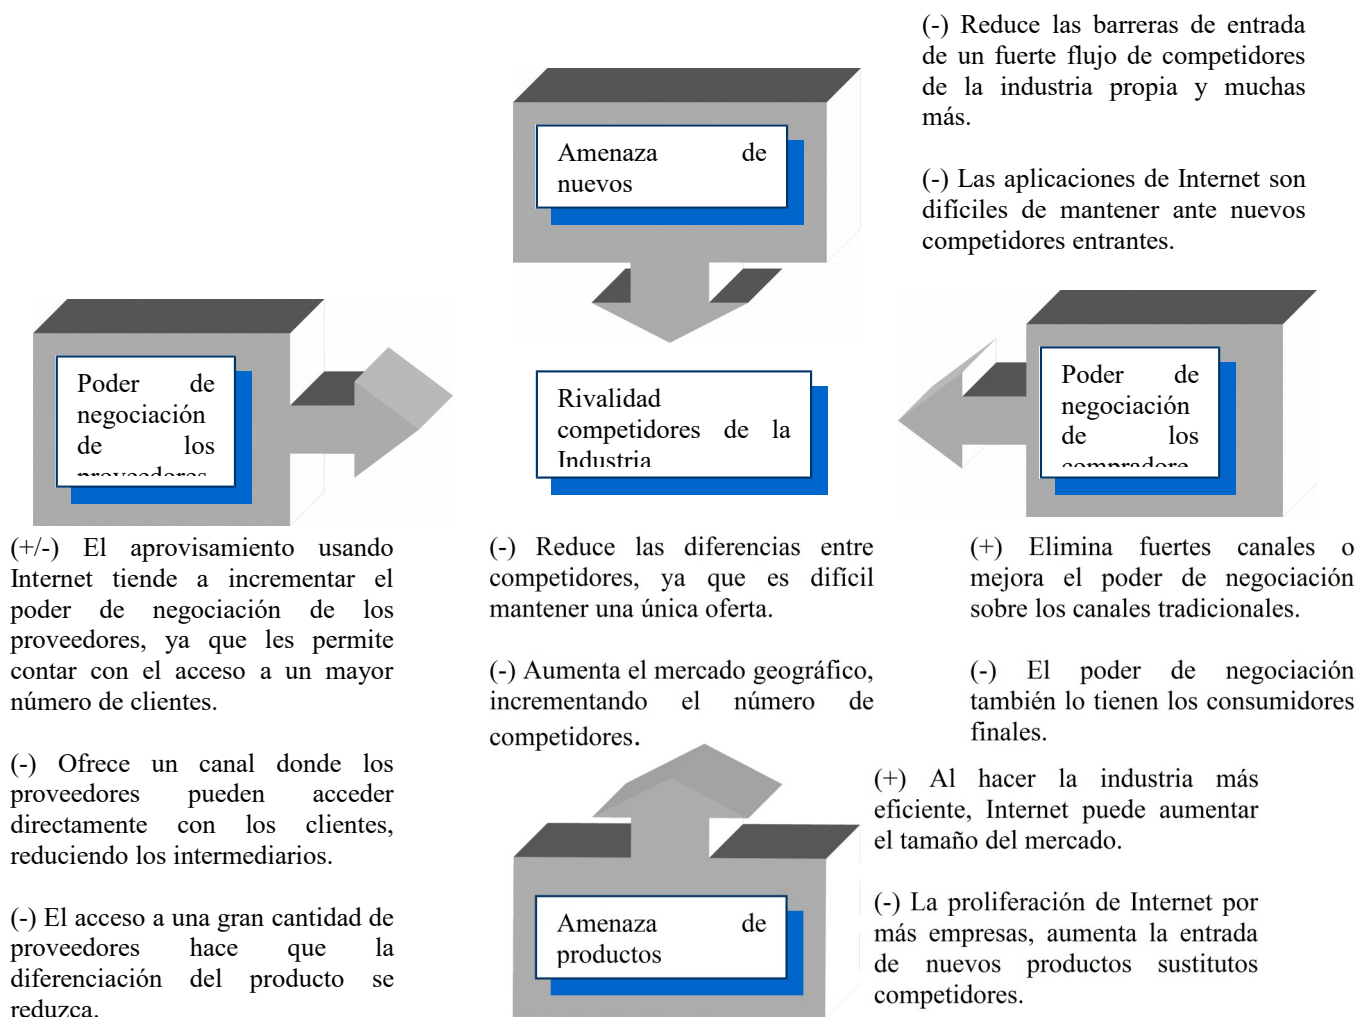 (-) Reduce las barreras de entrada
de un fuerte flujo de competidores
de la industria propia y muchas
más.
(-) Las aplicaciones de Internet son
difíciles de mantener ante nuevos
competidores entrantes.
Amenaza de
nuevos
Poder de
negociación
de los
proveedores
Rivalidad
competidores de la
Industria
Poder de
negociación
de los
compradore
(+/-) El aprovisamiento usando
Internet tiende a incrementar el
poder de negociación de los
proveedores, ya que les permite
contar con el acceso a un mayor
número de clientes.
(-) Ofrece un canal donde los
proveedores pueden acceder
directamente con los clientes,
reduciendo los intermediarios.
(-) El acceso a una gran cantidad de
proveedores hace que la
diferenciación del producto se
reduzca.
(-) Reduce las diferencias entre
competidores, ya que es difícil
mantener una única oferta.
(-) Aumenta el mercado geográfico,
incrementando el número de
competidores.
(+) Elimina fuertes canales o
mejora el poder de negociación
sobre los canales tradicionales.
(-) El poder de negociación
también lo tienen los consumidores
finales.
(+) Al hacer la industria más
eficiente, Internet puede aumentar
el tamaño del mercado.
(-) La proliferación de Internet por
más empresas, aumenta la entrada
de nuevos productos sustitutos
competidores.
Amenaza de
productos